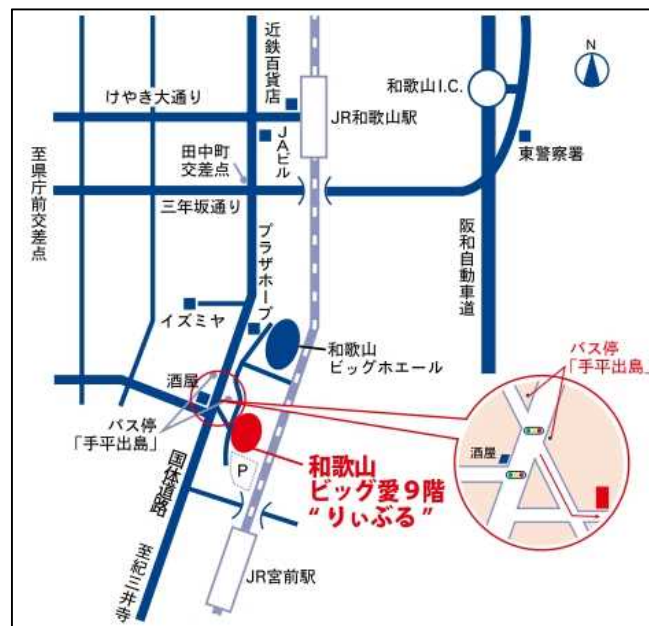 N
近鉄百貨店
けやき大通り
JR和歌山駅
和歌山I.C.
JAビル
東警察署
田中町
交差点
至県庁前交差点
三年坂通り
阪和自動車道
プラザホープ
イズミヤ
和歌山
ビッグホエール
バス停
「手平出島」
酒屋
バス停
「手平出島」
酒屋
国体道路
P
和歌山
ビッグ愛9階
“りぃぶる”
至紀三井寺
JR宮前駅